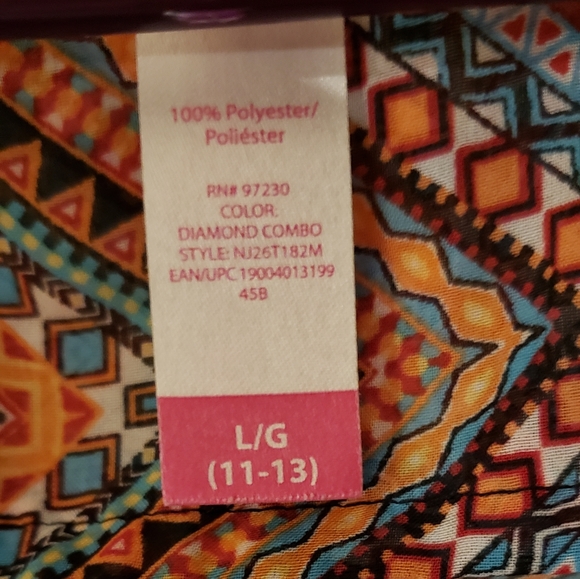 100% Polyester/
Poliéster
RN# 97230
COLOR:
DIAMOND COMBO
STYLE: NJ26T182M
EAN/UPC 19004013199
45B
L/G
(11-13)